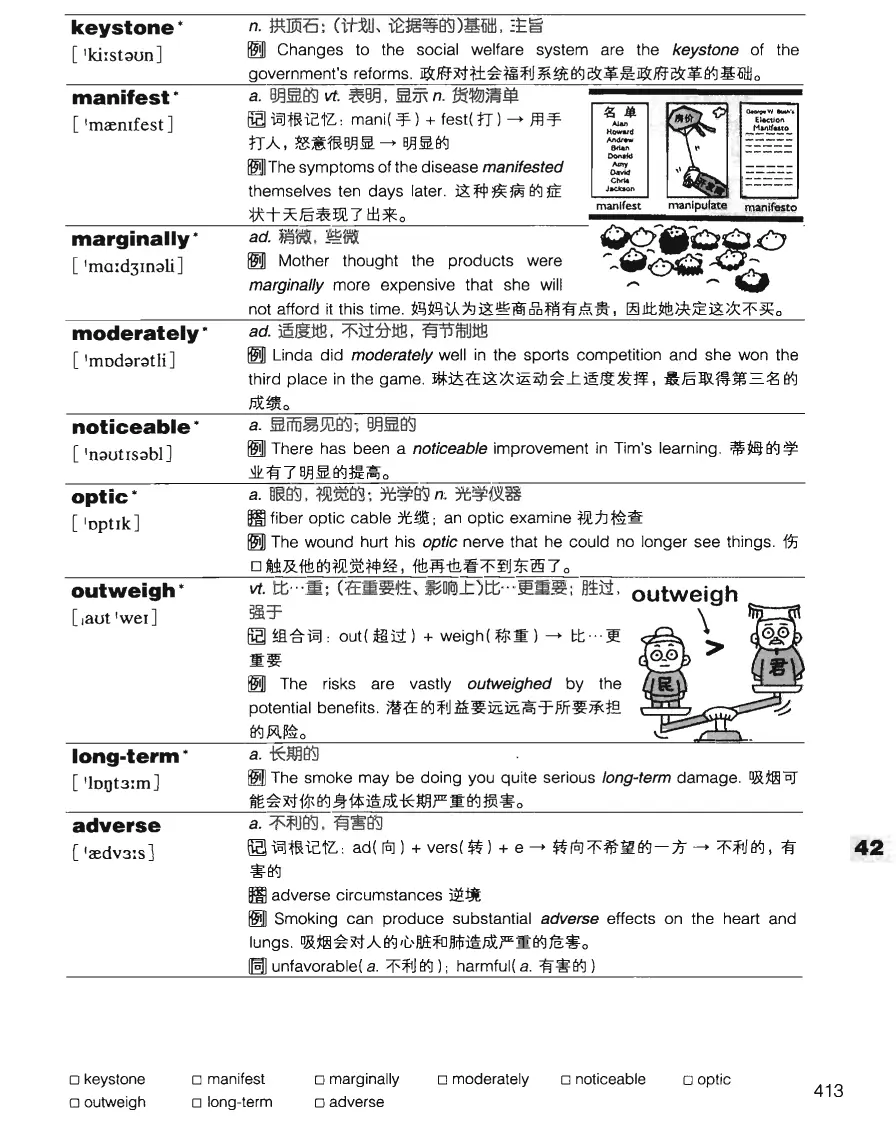 keystone*
n. 拱顶石；（计划、论据等的）基础，主旨
[ ˈkiːstəʊn ]
例 Changes to the social welfare system are the keystone of the
government's reforms. 政府对社会福利系统的改革是政府改革的基础。
manifest*
a. 明显的 vt. 表明，显示 n. 货物清单
[ ˈmænɪfest ]
记 词根记忆：mani（手）+ fest（打）→ 用手
打人，怒意很明显 → 明显的
例 The symptoms of the disease manifested
themselves ten days later. 这种疾病的症
状十天后表现了出来。
名单
Alan
Howard
Andrew
Brian
Donald
Amy
David
Chris
Jackson
manifest
房价
开发商
manipulate
George W Bush's
Election
Manifesto
manifesto
marginally*
ad. 稍微，些微
[ ˈmɑːdʒɪnəli ]
例 Mother thought the products were
marginally more expensive that she will
not afford it this time. 妈妈认为这些商品稍有点贵，因此她决定这次不买。
moderately*
ad. 适度地，不过分地，有节制地
[ ˈmɒdərətli ]
例 Linda did moderately well in the sports competition and she won the
third place in the game. 琳达在这次运动会上适度发挥，最后取得第三名的
成绩。
noticeable*
a. 显而易见的；明显的
[ ˈnəʊtɪsəbl ]
例 There has been a noticeable improvement in Tim's learning. 蒂姆的学
业有了明显的提高。
optic*
a. 眼的，视觉的；光学的 n. 光学仪器
[ ˈɒptɪk ]
搭 fiber optic cable 光缆；an optic examine 视力检查
例 The wound hurt his optic nerve that he could no longer see things. 伤
口触及他的视觉神经，他再也看不到东西了。
outweigh*
vt. 比…重；（在重要性、影响上）比…更重要；胜过，
强于
[ ˌaʊt ˈweɪ ]
记 组合词：out（超过）+ weigh（称重）→ 比…更
重要
例 The risks are vastly outweighed by the
potential benefits. 潜在的利益要远远高于所要承担
的风险。
outweigh
>
民
君
long-term*
a. 长期的
[ ˈlɒŋtɜːm ]
例 The smoke may be doing you quite serious long-term damage. 吸烟可
能会对你的身体造成长期严重的损害。
adverse
a. 不利的，有害的
[ ˈædvɜːs ]
记 词根记忆：ad（向）+ vers（转）+ e → 转向不希望的一方 → 不利的，有
害的
搭 adverse circumstances 逆境
例 Smoking can produce substantial adverse effects on the heart and
lungs. 吸烟会对人的心脏和肺造成严重的危害。
同 unfavorable（a. 不利的）；harmful（a. 有害的）
42
□ keystone □ manifest □ marginally □ moderately □ noticeable □ optic
□ outweigh □ long-term □ adverse
413